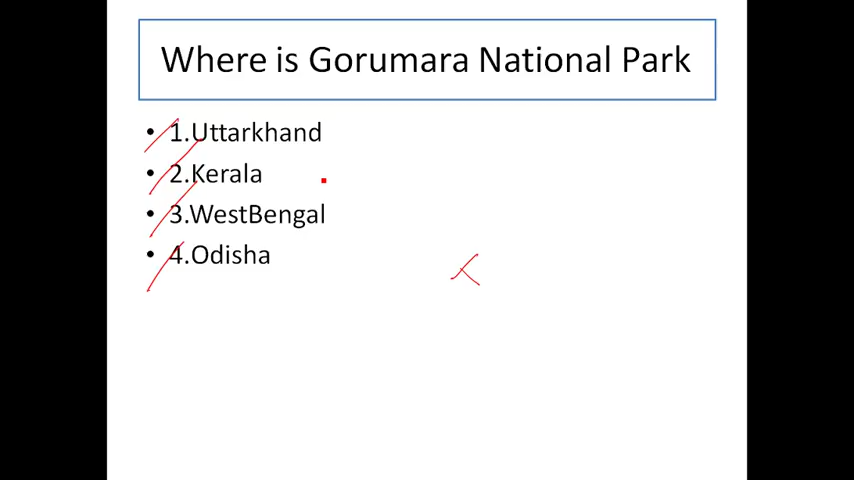 Where is Gorumara National Park
• 1.Uttarkhand
• 2.Kerala
• 3.WestBengal
• 4.Odisha